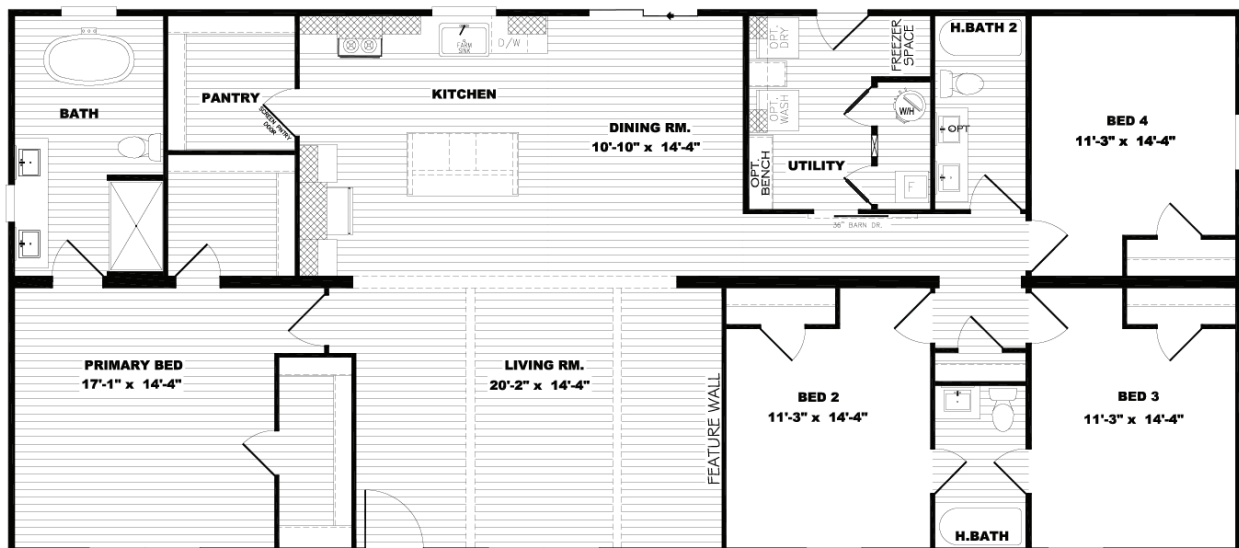 BATH
PANTRY
SCREEN PNTRY
DOOR
KITCHEN
FARM
SINK
D/W
DINING RM.
10'-10" x 14'-4"
OPT.
DRY
OPT.
WASH
OPT.
BENCH
UTILITY
FREEZER
SPACE
W/H
F
36" BARN DR.
H.BATH 2
OPT
BED 4
11'-3" x 14'-4"
PRIMARY BED
17'-1" x 14'-4"
LIVING RM.
20'-2" x 14'-4"
FEATURE WALL
BED 2
11'-3" x 14'-4"
H.BATH
BED 3
11'-3" x 14'-4"